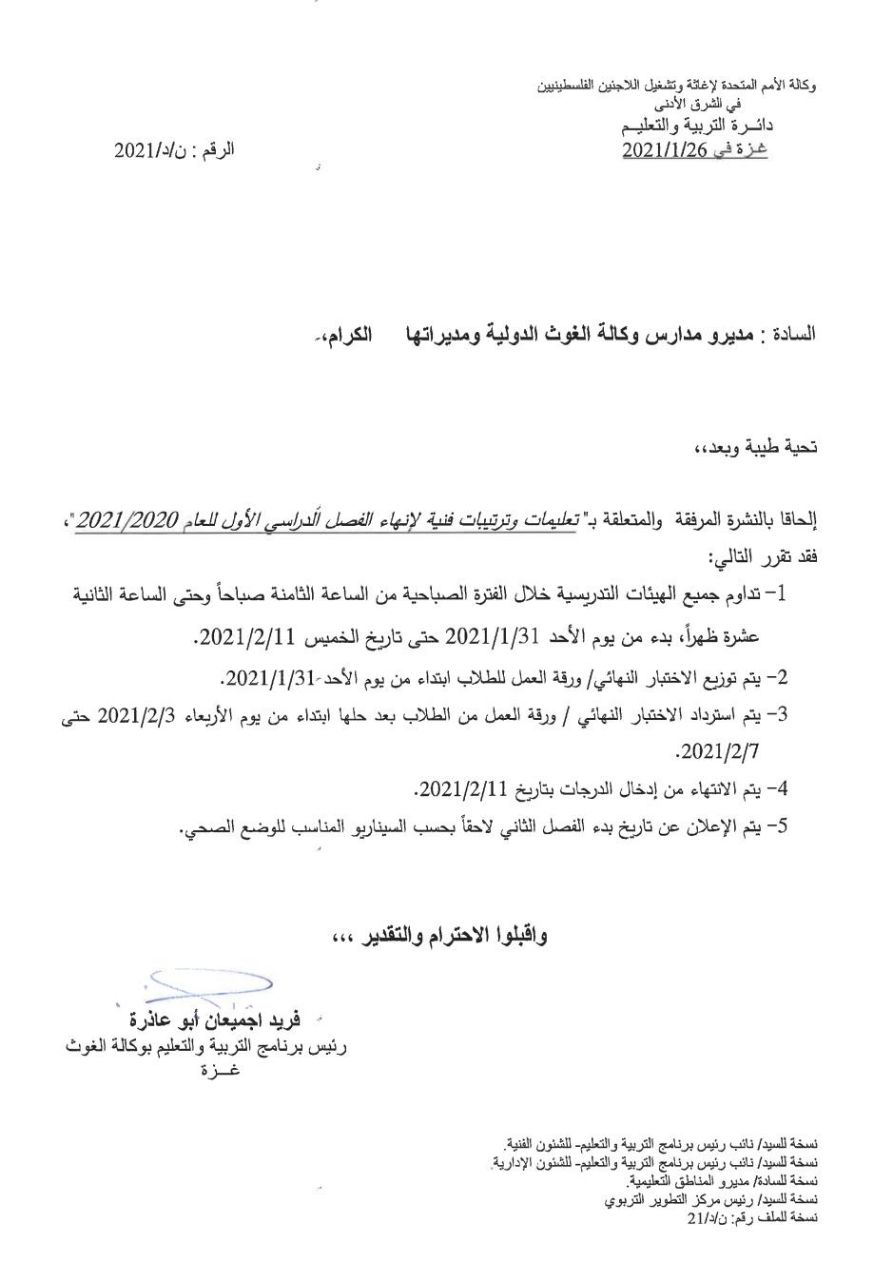 وكالة الأمم المتحدة لإغاثة وتشغيل اللاجئين الفلسطينيين
في الشرق الأدنى
دائــرة التربية والتعليــم
غـزة في 2021/1/26
الرقم : ن/د/2021
السادة : مديرو مدارس وكالة الغوث الدولية ومديراتها الكرام،،
تحية طيبة وبعد،،
إلحاقا بالنشرة المرفقة والمتعلقة بـ" تعليمات وترتيبات فنية لإنهاء الفصل الدراسي الأول للعام 2021/2020"،
فقد تقرر التالي:
1- تداوم جميع الهيئات التدريسية خلال الفترة الصباحية من الساعة الثامنة صباحاً وحتى الساعة الثانية
عشرة ظهراً، بدء من يوم الأحد 2021/1/31 حتى تاريخ الخميس 2021/2/11.
2- يتم توزيع الاختبار النهائي/ ورقة العمل للطلاب ابتداء من يوم الأحد 2021/1/31.
3- يتم استرداد الاختبار النهائي / ورقة العمل من الطلاب بعد حلها ابتداء من يوم الأربعاء 2021/2/3 حتى
2021/2/7.
4- يتم الانتهاء من إدخال الدرجات بتاريخ 2021/2/11.
5- يتم الإعلان عن تاريخ بدء الفصل الثاني لاحقاً بحسب السيناريو المناسب للوضع الصحي.
واقبلوا الاحترام والتقدير ،،،
فريد اجميعان أبو عاذرة
رئيس برنامج التربية والتعليم بوكالة الغوث
غــزة
نسخة للسيد/ نائب رئيس برنامج التربية والتعليم- للشئون الفنية.
نسخة للسيد/ نائب رئيس برنامج التربية والتعليم- للشئون الإدارية.
نسخة للسادة/ مديرو المناطق التعليمية.
نسخة للسيد/ رئيس مركز التطوير التربوي
نسخة للملف رقم: ن/د/21